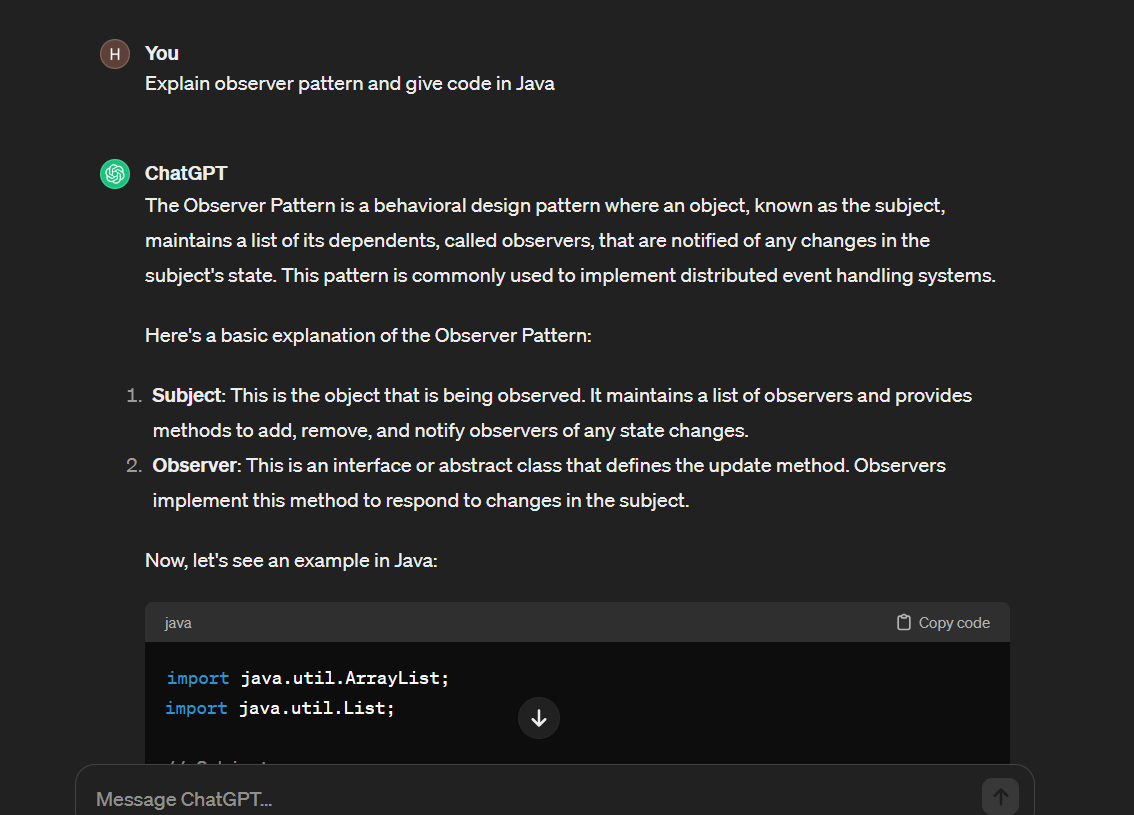 H
You
Explain observer pattern and give code in Java
ChatGPT
The Observer Pattern is a behavioral design pattern where an object, known as the subject,
maintains a list of its dependents, called observers, that are notified of any changes in the
subject's state. This pattern is commonly used to implement distributed event handling systems.
Here's a basic explanation of the Observer Pattern:
1. Subject: This is the object that is being observed. It maintains a list of observers and provides
methods to add, remove, and notify observers of any state changes.
2. Observer: This is an interface or abstract class that defines the update method. Observers
implement this method to respond to changes in the subject.
Now, let's see an example in Java:
java
Copy code
import java.util.ArrayList;
import java.util.List;
Message ChatGPT...